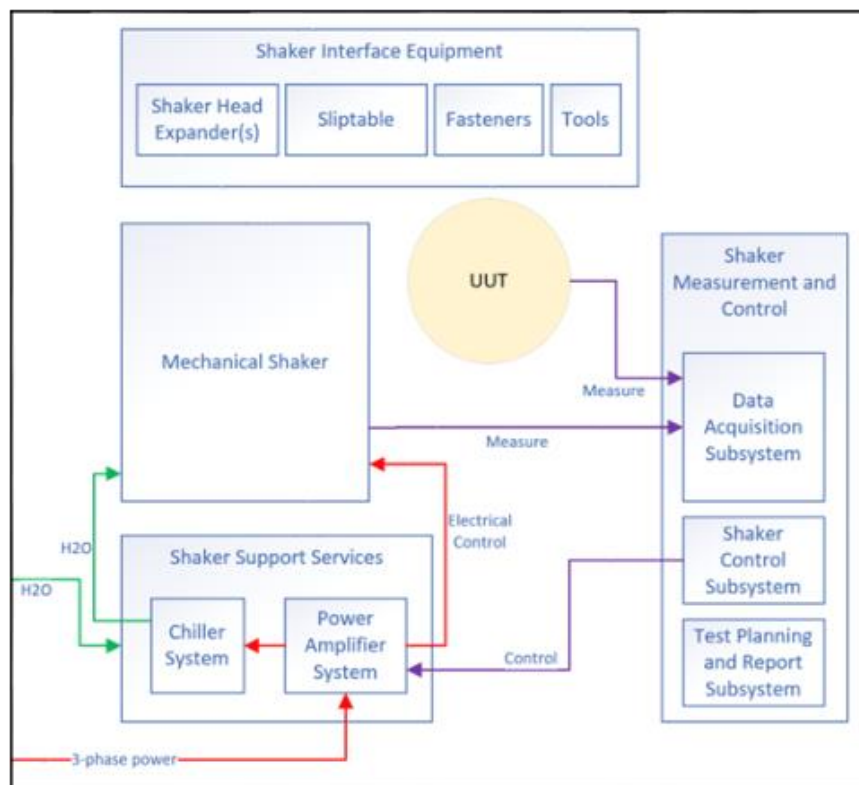 Shaker Interface Equipment
Shaker Head
Expander(s)
Sliptable
Fasteners
Tools
UUT
Shaker
Measurement and
Control
Mechanical Shaker
Measure
Data
Acquisition
Subsystem
Measure
Electrical
Control
H2O
H2O
Shaker Support Services
Shaker
Control
Subsystem
Chiller
System
Power
Amplifier
System
Control
Test Planning
and Report
Subsystem
3-phase power